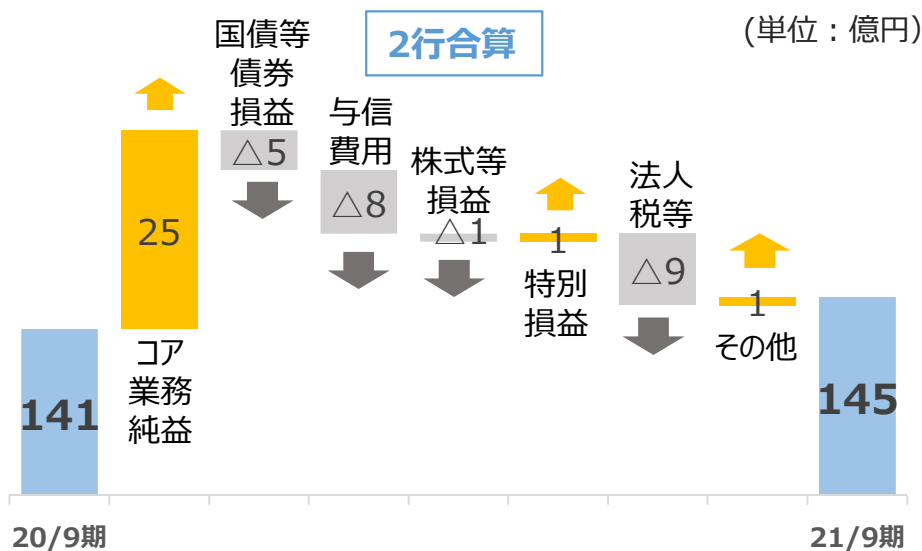 2行合算
(単位：億円)
141
25
コア
業務
純益
国債等
債券
損益
△5
与信
費用
△8
株式等
損益
△1
1
特別
損益
法人
税等
△9
1
その他
145
20/9期
21/9期